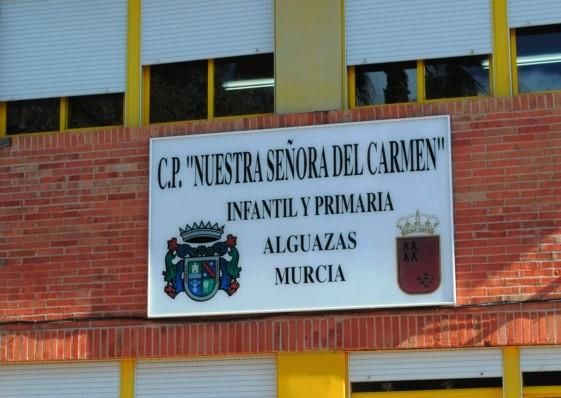 C.P. "NUESTRA SEÑORA DEL CARMEN"
INFANTIL Y PRIMARIA
ALGUAZAS
MURCIA